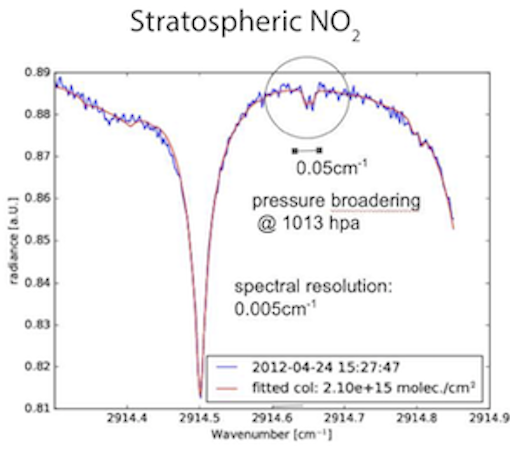 Stratospheric NO2
0.89
0.88
0.87
0.86
0.85
0.84
0.83
0.82
0.81
radiance [a.U.]
0.05cm-1
pressure broadering
@ 1013 hpa
spectral resolution:
0.005cm-1
2012-04-24 15:27:47
fitted col: 2.10e+15 molec./cm²
2914.4 2914.5 2914.6 2914.7 2914.8 2914.9
Wavenumber [cm⁻¹]